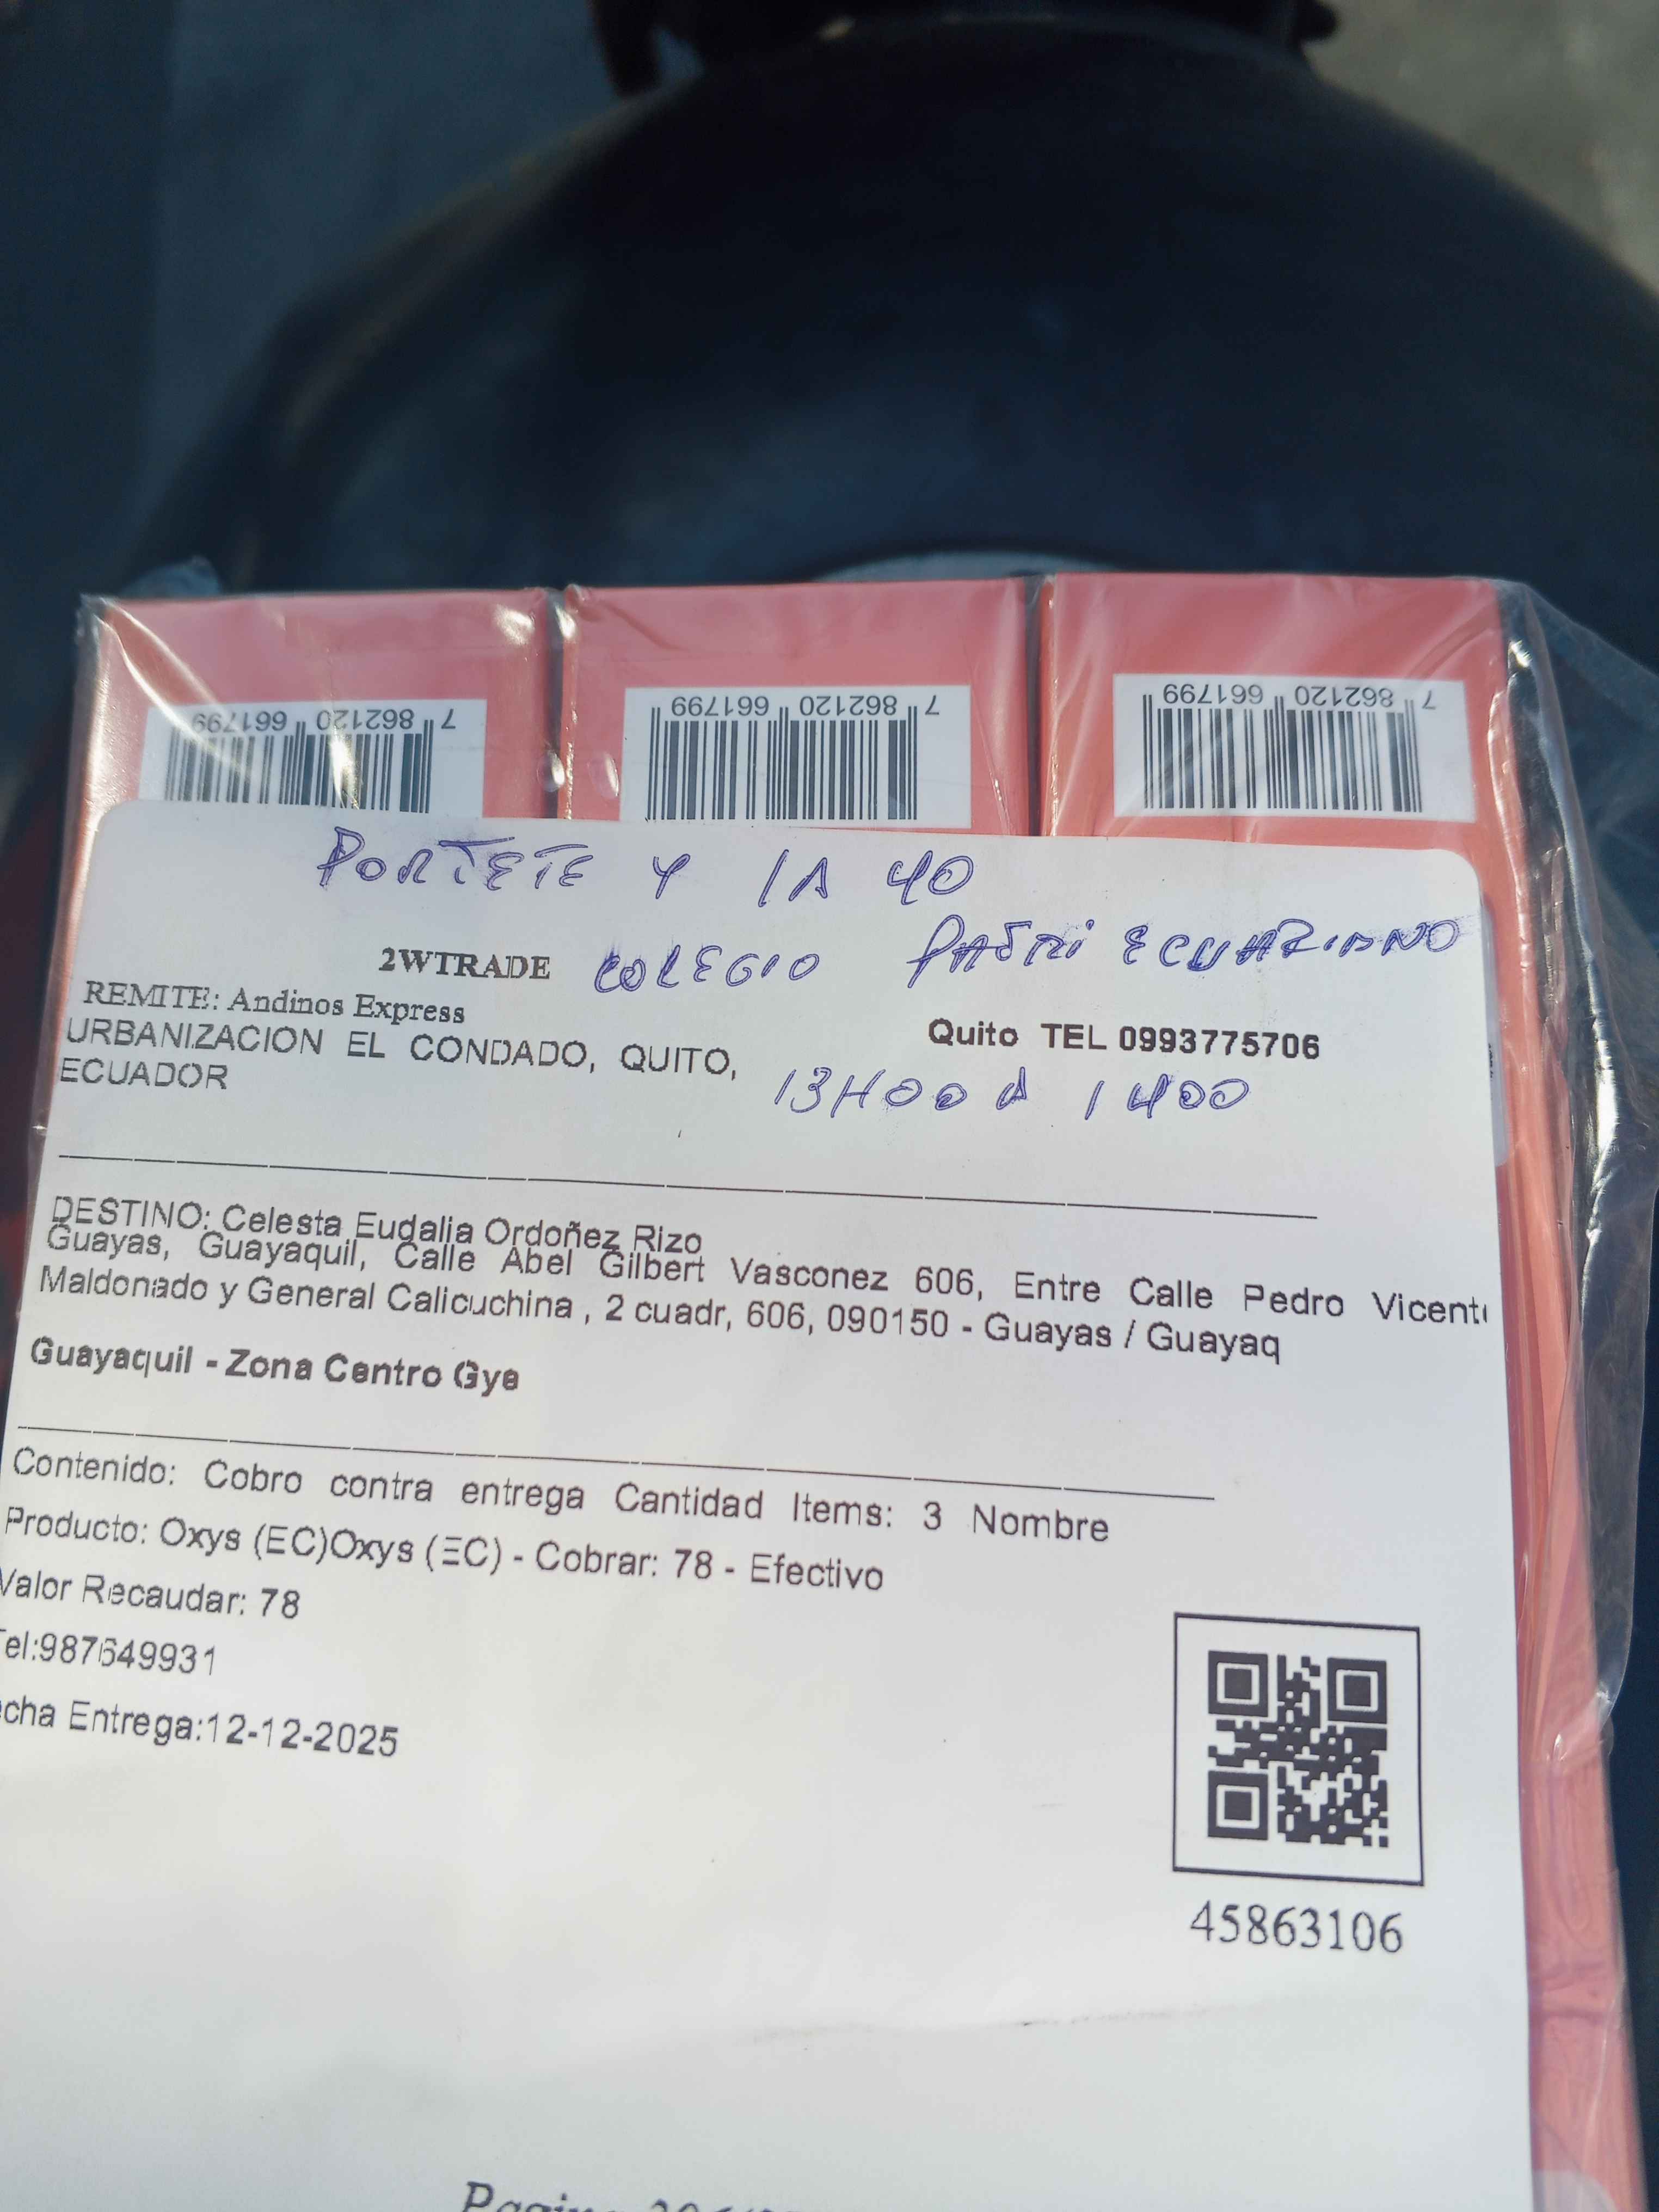 7 862120 661799
7 862120 661799
7 862120 661799
PORTETE Y LA 40
2WTRADE COLEGIO PASTRI ECUAZIANO
REMITE: Andinos Express
URBANIZACION EL CONDADO, QUITO,
ECUADOR
Quito TEL 0993775706
13H00 A 1400
DESTINO: Celesta Eudalia Ordoñez Rizo
Guayas, Guayaquil, Calle Abel Gilbert Vasconez 606, Entre Calle Pedro Vicent
Maldonado y General Calicuchina , 2 cuadr, 606, 090150 - Guayas / Guayaq
Guayaquil - Zona Centro Gye
Contenido: Cobro contra entrega Cantidad Items: 3 Nombre
Producto: Oxys (EC)Oxys (EC) - Cobrar: 78 - Efectivo
Valor Recaudar: 78
Tel:987649931
echa Entrega:12-12-2025
45863106